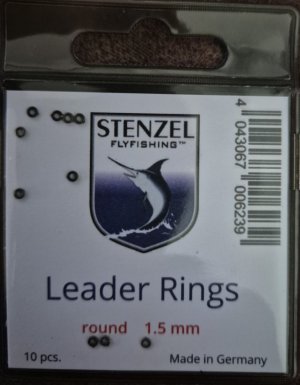 STENZEL
FLYFISHING™
4 043067 006239
Leader Rings
round 1.5 mm
10 pcs.
Made in Germany